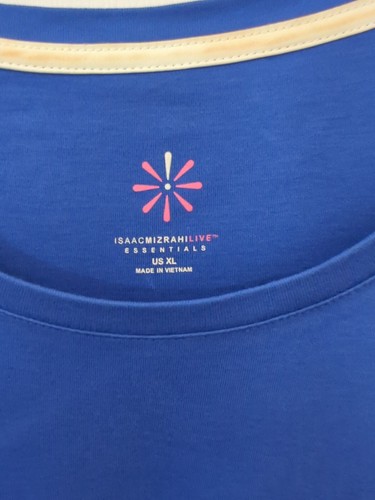 ISAACMIZRAHILIVE™
ESSENTIALS
US XL
MADE IN VIETNAM